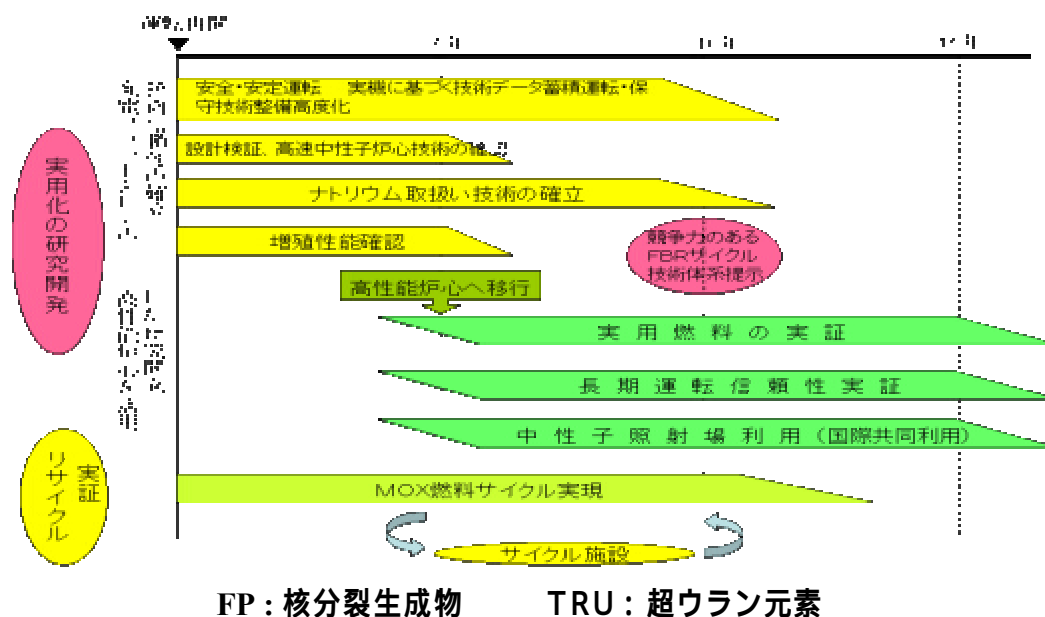 安全・安定運転 実機に基づく技術データ蓄積運転・保
守技術整備高度化
設計検証、高速中性子炉心技術の確認
ナトリウム取扱い技術の確立
増殖性能確認
競争力のある
FBRサイクル
技術体系提示
高性能炉心へ移行
実用化の研究開発
実用燃料の実証
長期運転信頼性実証
中性子照射場利用(国際共同利用)
リサイクル
実証
MOX燃料サイクル実現
サイクル施設
FP:核分裂生成物 TRU:超ウラン元素